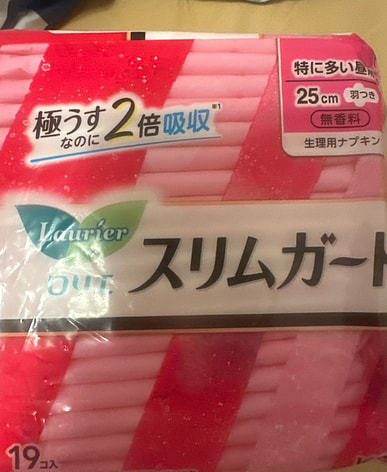 特に多い昼用
25cm 羽つき
無香料
生理用ナプキン
極うす
なのに
2倍吸収
※1
Laurier
ロリエ
スリムガード
19コ入